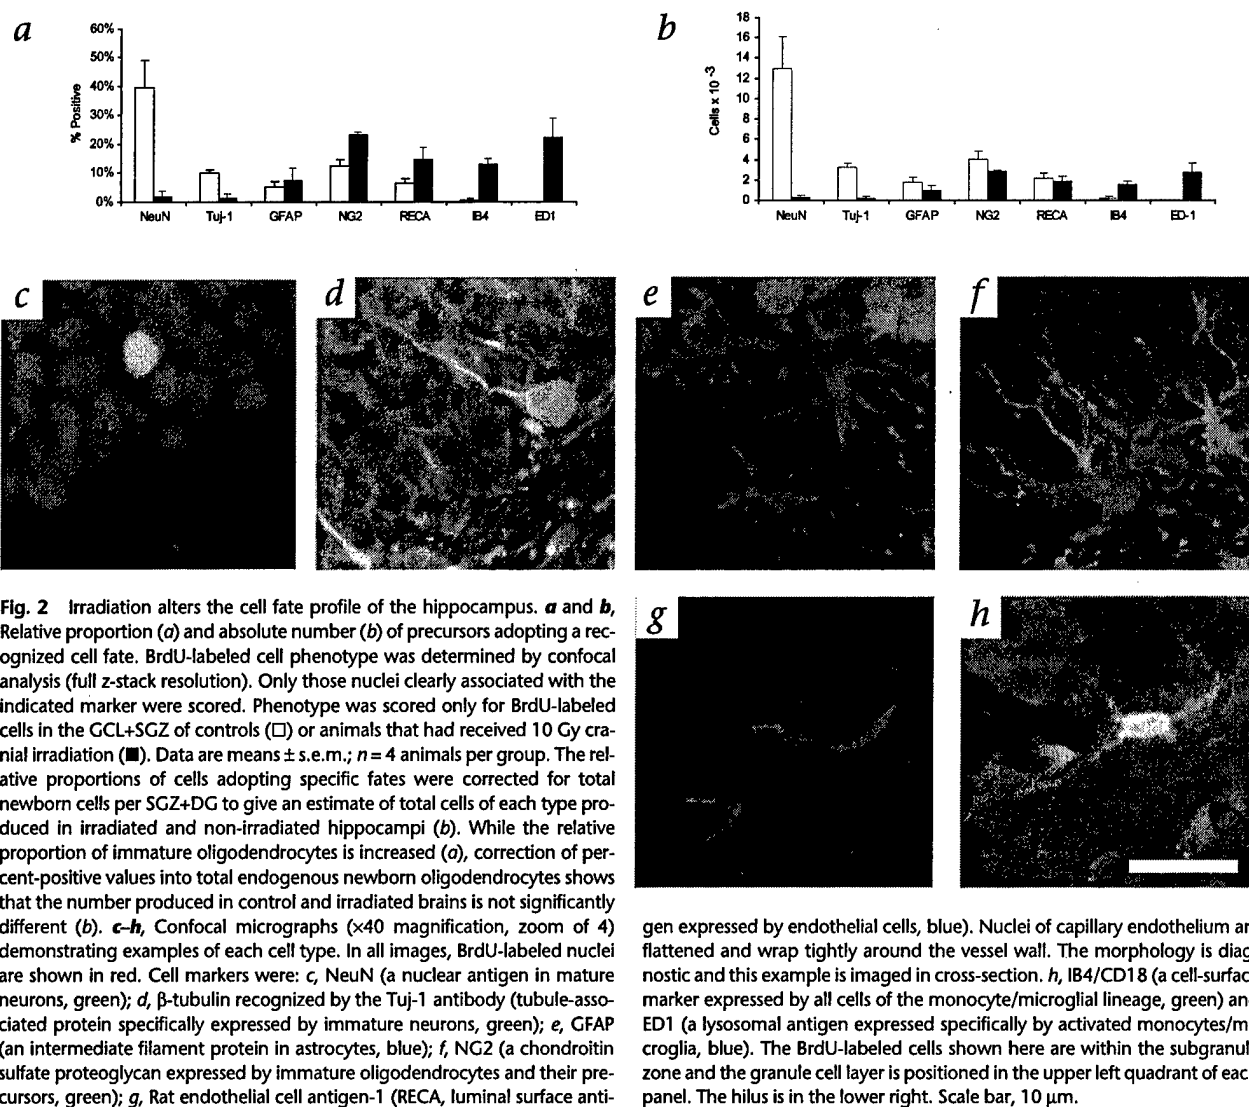 a
60%
50%
40%
30%
20%
10%
0%
% Positive
NeuN Tuj-1 GFAP NG2 RECA IB4 ED1
b
18
16
14
12
10
8
6
4
2
0
Cells x 10 -3
NeuN Tuj-1 GFAP NG2 RECA IB4 ED-1
c
d
e
f
Fig. 2 Irradiation alters the cell fate profile of the hippocampus. a and b,
Relative proportion (a) and absolute number (b) of precursors adopting a rec-
ognized cell fate. BrdU-labeled cell phenotype was determined by confocal
analysis (full z-stack resolution). Only those nuclei clearly associated with the
indicated marker were scored. Phenotype was scored only for BrdU-labeled
cells in the GCL+SGZ of controls (□) or animals that had received 10 Gy cra-
nial irradiation (■). Data are means ± s.e.m.; n = 4 animals per group. The rel-
ative proportions of cells adopting specific fates were corrected for total
newborn cells per SGZ+DG to give an estimate of total cells of each type pro-
duced in irradiated and non-irradiated hippocampi (b). While the relative
proportion of immature oligodendrocytes is increased (a), correction of per-
cent-positive values into total endogenous newborn oligodendrocytes shows
that the number produced in control and irradiated brains is not significantly
different (b). c–h, Confocal micrographs (×40 magnification, zoom of 4)
demonstrating examples of each cell type. In all images, BrdU-labeled nuclei
are shown in red. Cell markers were: c, NeuN (a nuclear antigen in mature
neurons, green); d, β-tubulin recognized by the Tuj-1 antibody (tubule-asso-
ciated protein specifically expressed by immature neurons, green); e, GFAP
(an intermediate filament protein in astrocytes, blue); f, NG2 (a chondroitin
sulfate proteoglycan expressed by immature oligodendrocytes and their pre-
cursors, green); g, Rat endothelial cell antigen-1 (RECA, luminal surface anti-
g
h
gen expressed by endothelial cells, blue). Nuclei of capillary endothelium ar
flattened and wrap tightly around the vessel wall. The morphology is diag
nostic and this example is imaged in cross-section. h, IB4/CD18 (a cell-surfac
marker expressed by all cells of the monocyte/microglial lineage, green) an
ED1 (a lysosomal antigen expressed specifically by activated monocytes/m
croglia, blue). The BrdU-labeled cells shown here are within the subgranul
zone and the granule cell layer is positioned in the upper left quadrant of eac
panel. The hilus is in the lower right. Scale bar, 10 μm.